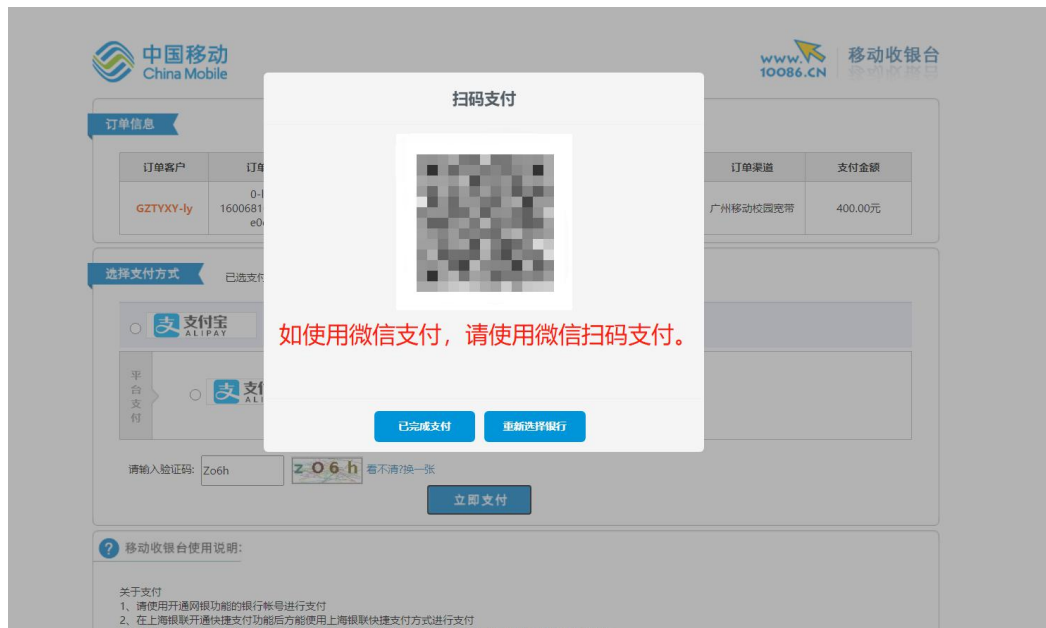 中国移动
China Mobile
www.
10086.CN
移动收银台
扫码支付
订单信息
订单客户
订单渠道
支付金额
GZTYXY-ly
0-
1600681
e0
广州移动校园宽带
400.00元
选择支付方式
已选支付
支付宝
ALIPAY
如使用微信支付，请使用微信扫码支付。
平台支付
支付
ALI
已完成支付
重新选择银行
请输入验证码:
Zo6h
zO6h
看不清?换一张
立即支付
? 移动收银台使用说明:
关于支付
1、请使用开通网银功能的银行帐号进行支付
2、在上海银联开通快捷支付功能后方能使用上海银联快捷支付方式进行支付